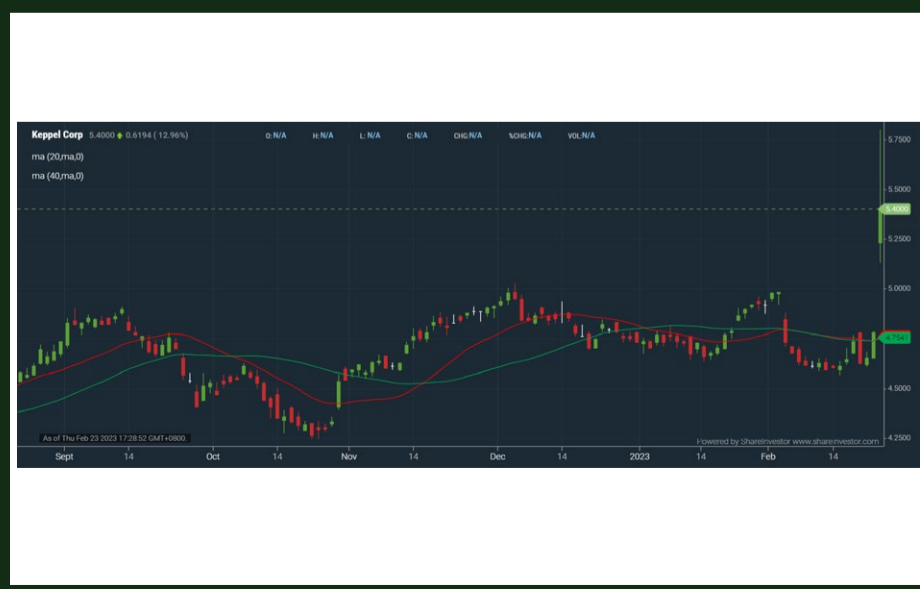 Keppel Corp 5.4000 0.6194 ( 12.96%) O:N/A H:N/A L: N/A C: N/A CHG:N/A %CHG:N/A VOL:N/A
ma (20,ma,0)
ma (40,ma,0)
5.7500
5.5000
5.4000
5.2500
5.0000
4.7541
4.5000
4.2500
As of Thu Feb 23 2023 17:28:52 GMT+0800.
Powered by ShareInvestor www.shareinvestor.com
Sept 14 Oct 14 Nov 14 Dec 14 2023 14 Feb 14